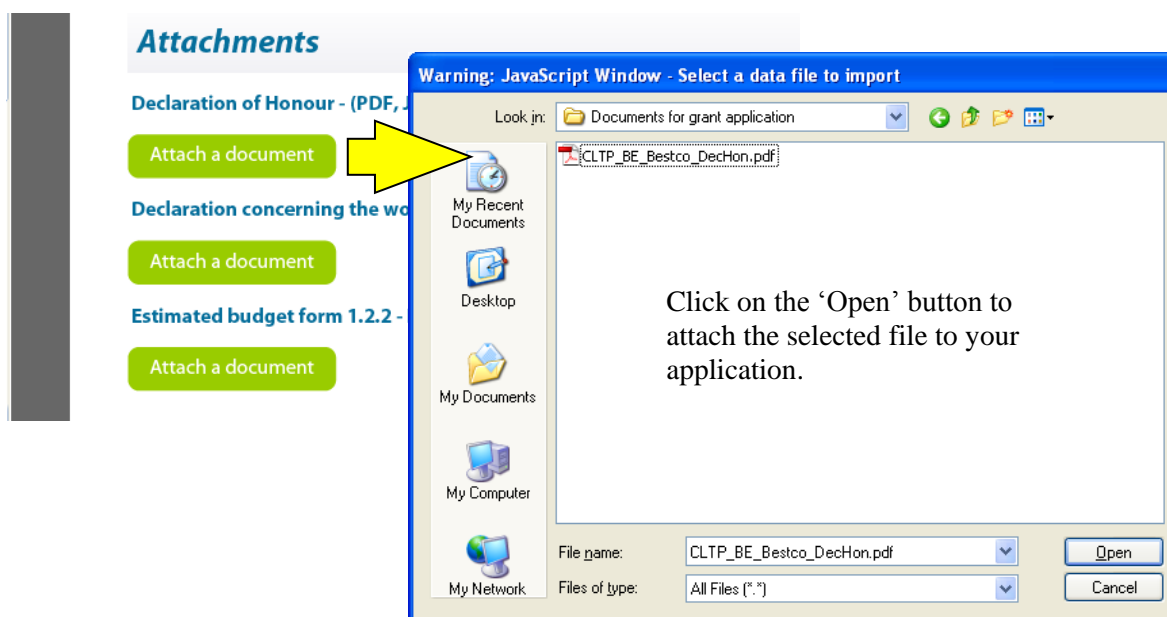 Attachments
Declaration of Honour - (PDF, J
Attach a document
Declaration concerning the wo
Attach a document
Estimated budget form 1.2.2 -
Attach a document
Warning: JavaScript Window - Select a data file to import
Look in: Documents for grant application
CLTP_BE_Bestco_DecHon.pdf
My Recent
Documents
Desktop
My Documents
My Computer
My Network
Click on the ‘Open’ button to
attach the selected file to your
application.
File name: CLTP_BE_Bestco_DecHon.pdf Open
Files of type: All Files (*.*) Cancel